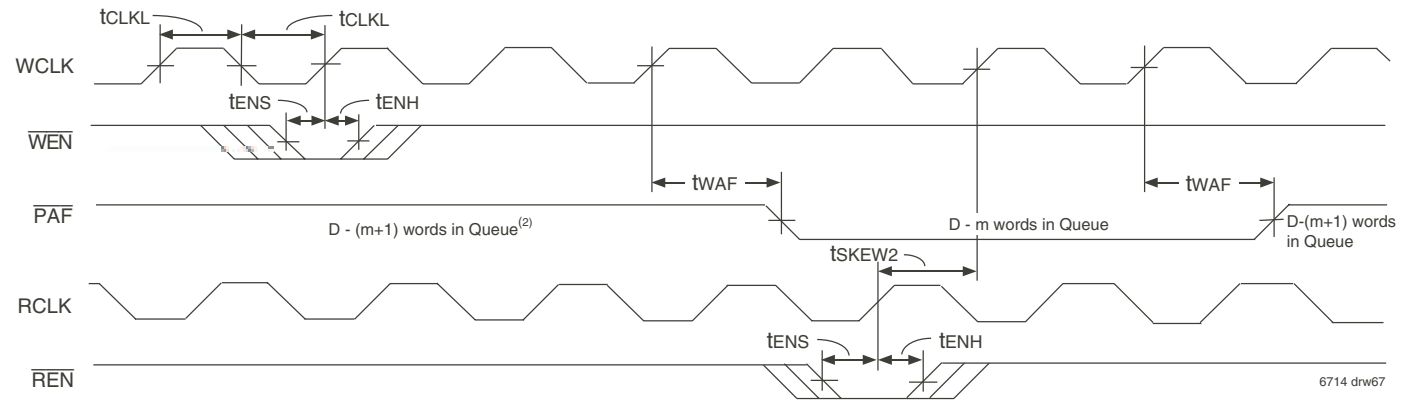 tCLKL
tCLKL
WCLK
tENS
tENH
WEN
tWAF
tWAF
PAF
D - (m+1) words in Queue(2)
D - m words in Queue
D-(m+1) words
in Queue
tSKEW2
RCLK
tENS
tENH
REN
6714 drw67